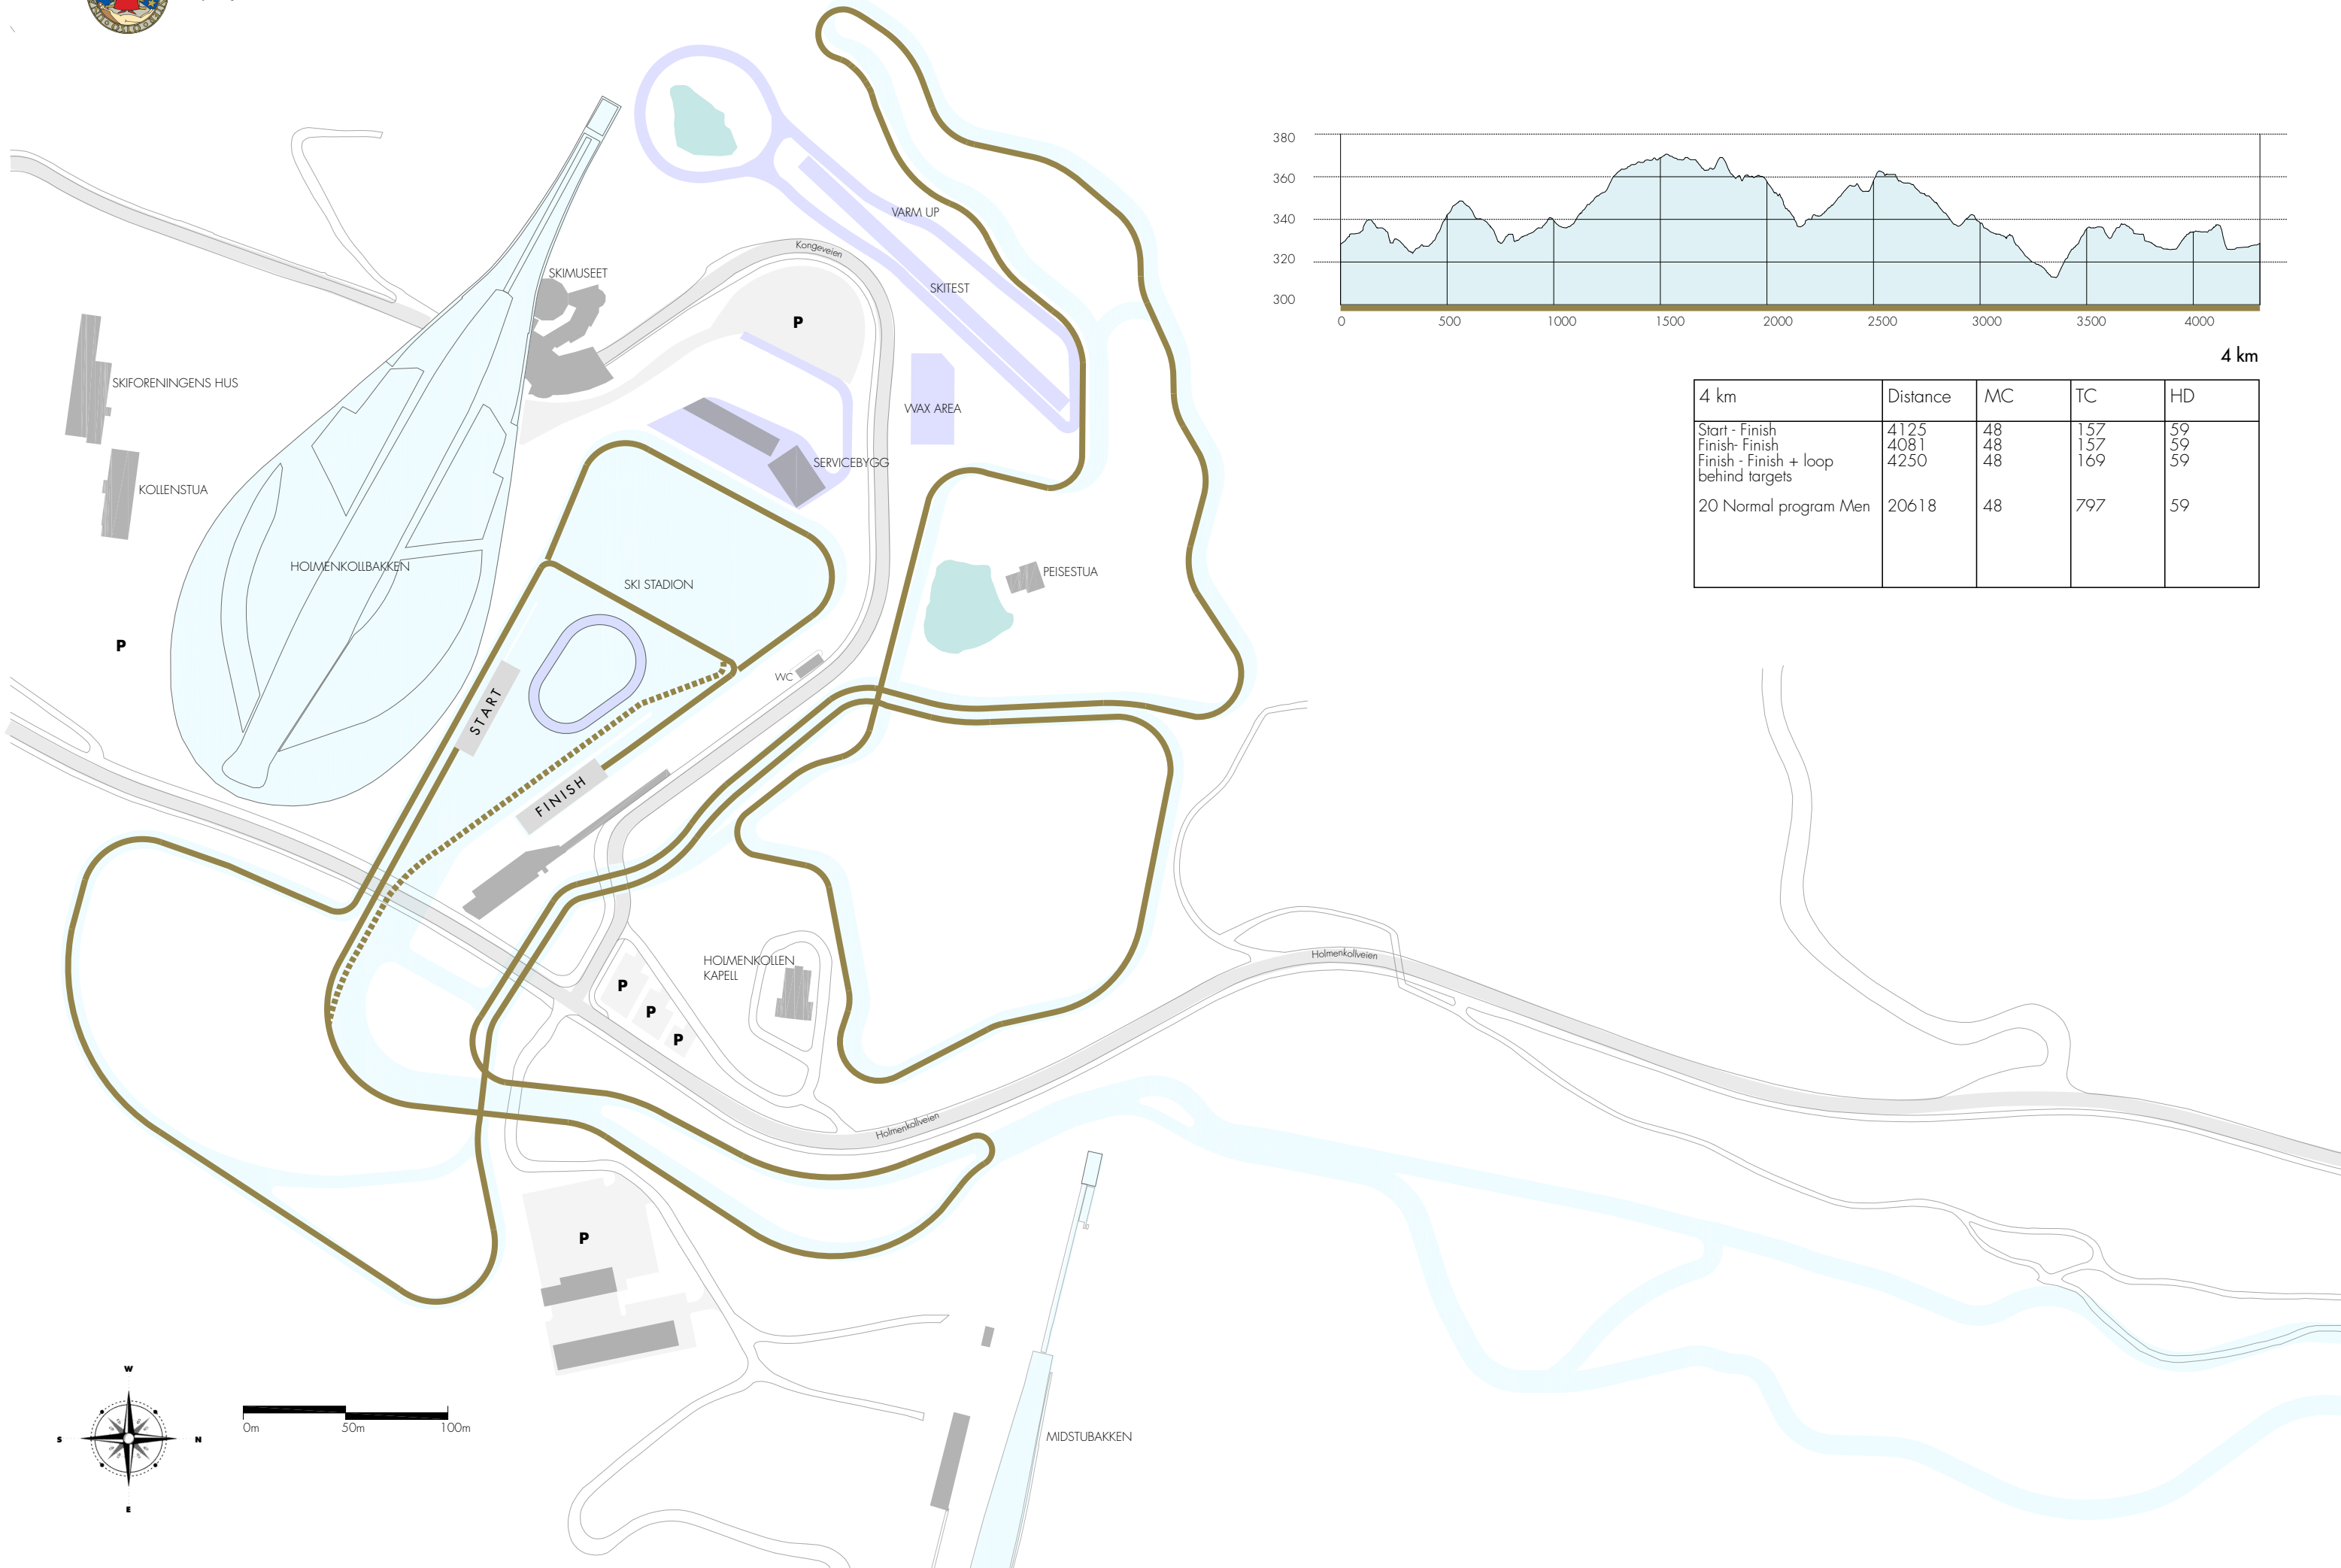 380
360
340
320
300
0 500 1000 1500 2000 2500 3000 3500 4000
4 km
4 km Distance MC TC HD
Start - Finish 4125 48 157 59
Finish- Finish 4081 48 157 59
Finish - Finish + loop 4250 48 169 59
behind targets
20 Normal program Men 20618 48 797 59
VARM UP
Kongeveien
SKIMUSEET
SKITEST
P
SKIFORENINGENS HUS
WAX AREA
SERVICEBYGG
KOLLENSTUA
HOLMENKOLLBAKKEN
SKI STADION
PEISESTUA
P
WC
START
FINISH
HOLMENKOLLEN
KAPELL
Holmenkollveien
P
P
P
Holmenkollveien
P
W
S N
E
0m 50m 100m
MIDSTUBAKKEN